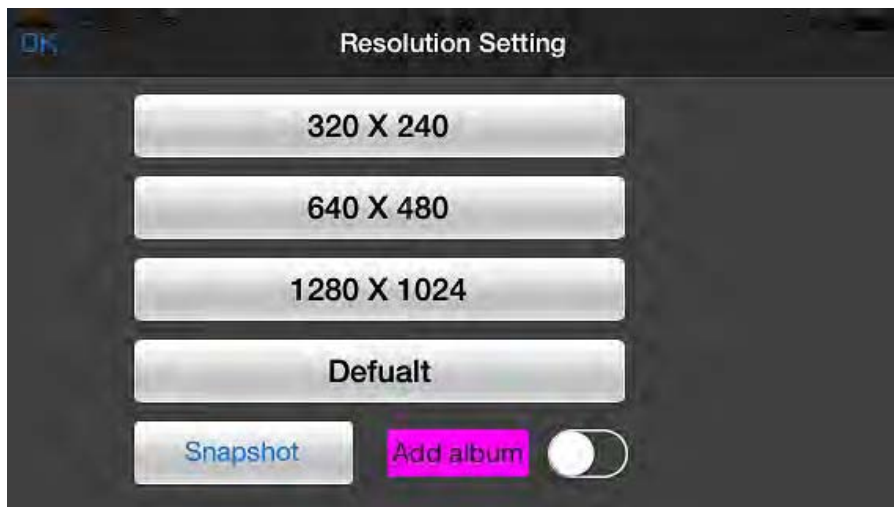 OK
Resolution Setting
320 X 240
640 X 480
1280 X 1024
Defualt
Snapshot
Add album